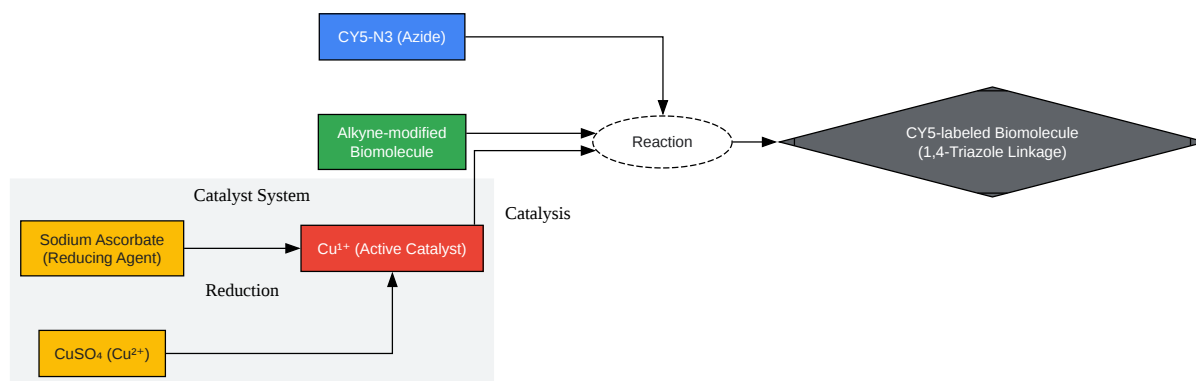 CY5-N3 (Azide)
Alkyne-modified
Biomolecule
Reaction
CY5-labeled Biomolecule
(1,4-Triazole Linkage)
Catalyst System
Catalysis
Sodium Ascorbate
(Reducing Agent)
Cu¹⁺ (Active Catalyst)
Reduction
CuSO₄ (Cu²⁺)